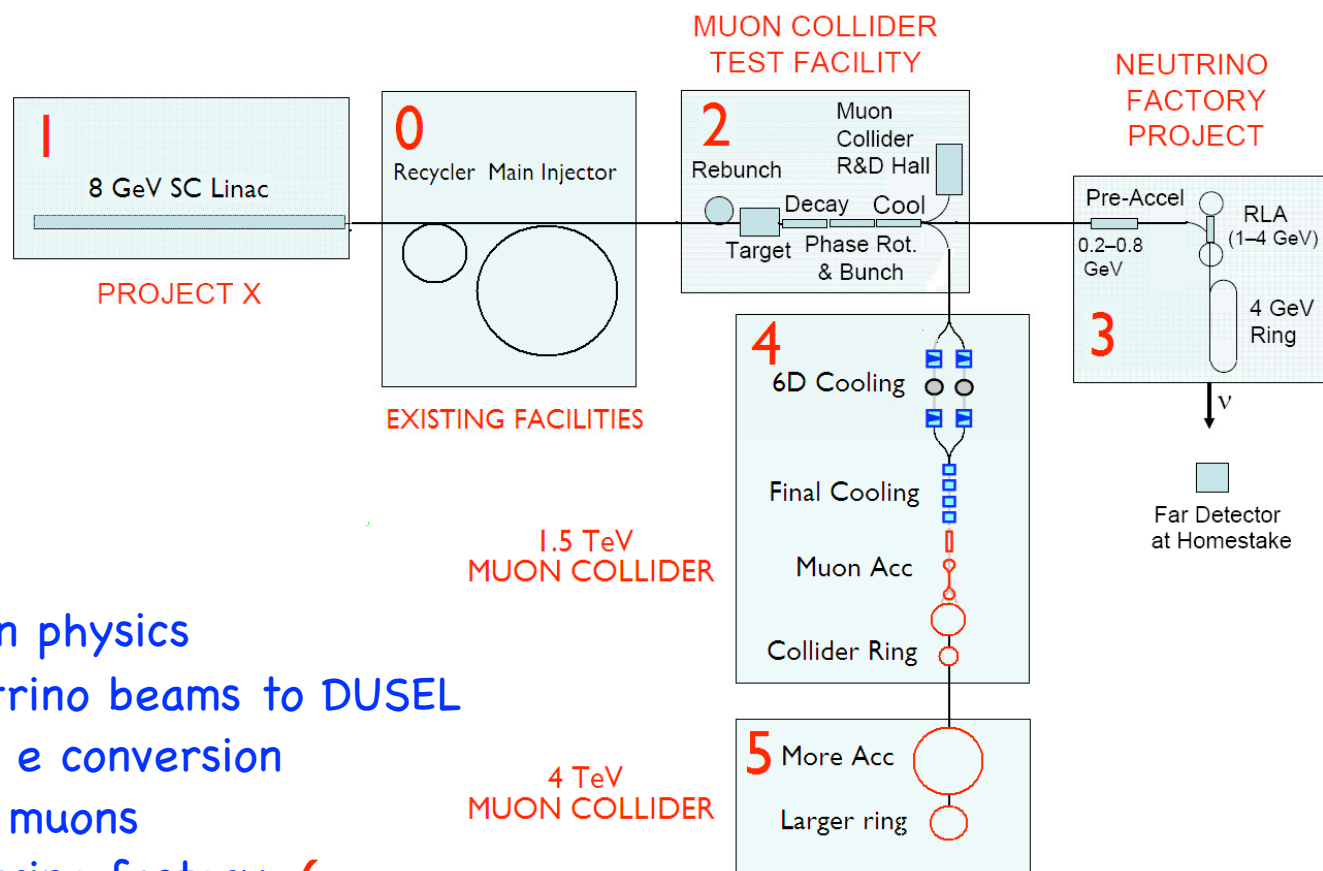 MUON COLLIDER
TEST FACILITY
NEUTRINO
FACTORY
PROJECT
1
8 GeV SC Linac
PROJECT X
0
Recycler Main Injector
EXISTING FACILITIES
2
Muon
Collider
R&D Hall
Rebunch
Decay Cool
Target Phase Rot.
& Bunch
Pre-Accel
0.2–0.8
GeV
RLA
(1–4 GeV)
4 GeV
Ring
3
ν
Far Detector
at Homestake
4
6D Cooling
Final Cooling
1.5 TeV
MUON COLLIDER
Muon Acc
Collider Ring
5
More Acc
4 TeV
MUON COLLIDER
Larger ring
physics
beams to DUSEL
e conversion
muons
factory